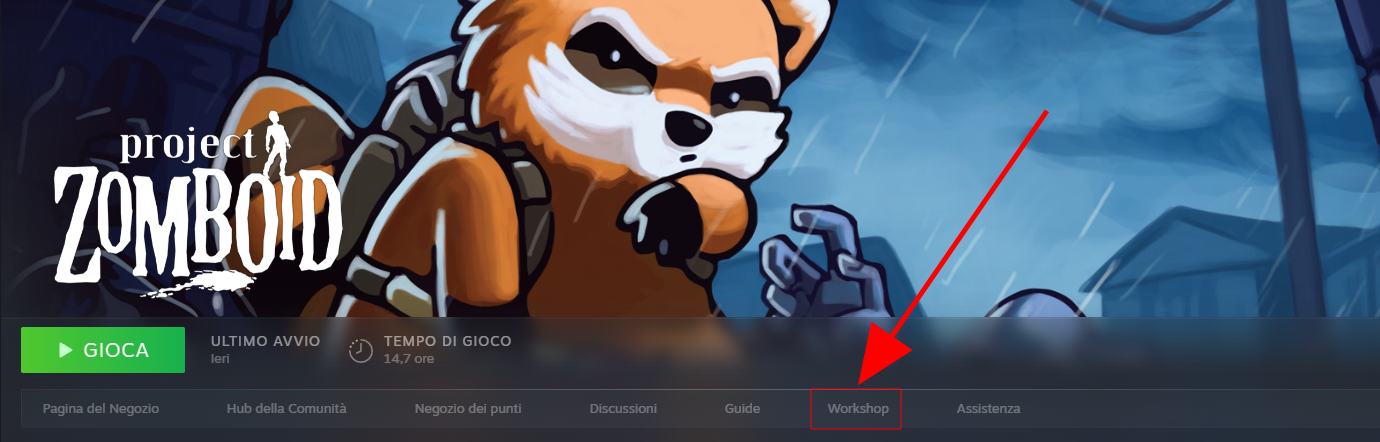 project
ZOMBOID
GIOCA
ULTIMO AVVIO
Ieri
TEMPO DI GIOCO
14,7 ore
Pagina del Negozio
Hub della Comunità
Negozio dei punti
Discussioni
Guide
Workshop
Assistenza